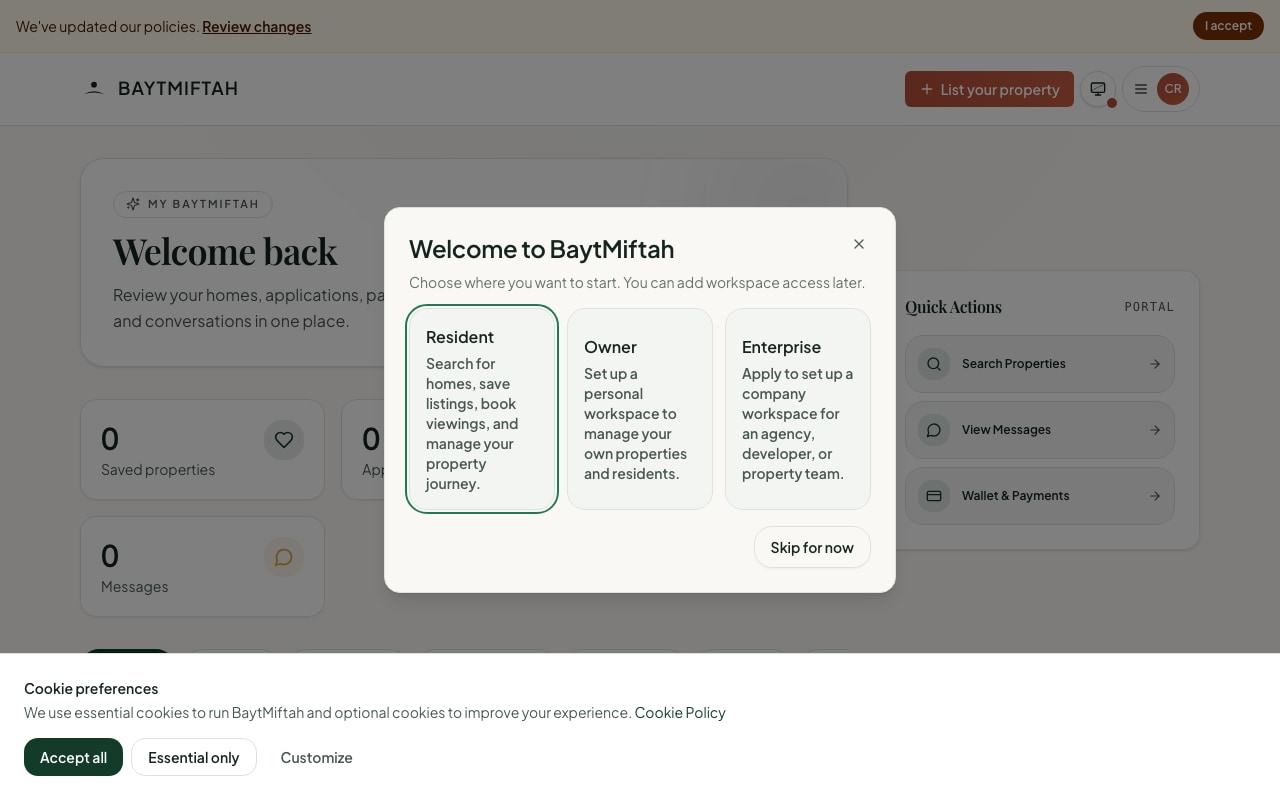 We've updated our policies. Review changes
I accept
BAYTMIFTAH
List your property
CR
MY BAYTMIFTAH
Welcome back
Review your homes, applications, pa
and conversations in one place.
Welcome to BaytMiftah
Choose where you want to start. You can add workspace access later.
Resident
Search for
homes, save
listings, book
viewings, and
manage your
property
journey.
Owner
Set up a
personal
workspace to
manage your
own properties
and residents.
Enterprise
Apply to set up a
company
workspace for
an agency,
developer, or
property team.
Skip for now
Quick Actions
PORTAL
Search Properties
View Messages
Wallet & Payments
0
Saved properties
0
App
0
Messages
Cookie preferences
We use essential cookies to run BaytMiftah and optional cookies to improve your experience. Cookie Policy
Accept all
Essential only
Customize